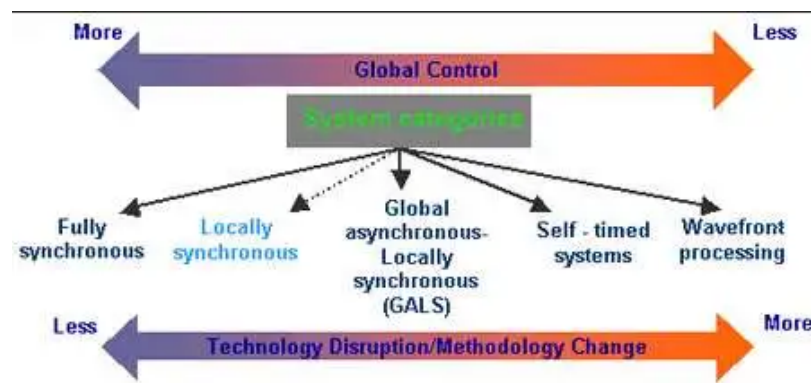 More
Less
Global Control
System categories
Fully
synchronous
Locally
synchronous
Global
asynchronous-
Locally
synchronous
(GALS)
Self - timed
systems
Wavefront
processing
Less
More
Technology Disruption/Methodology Change